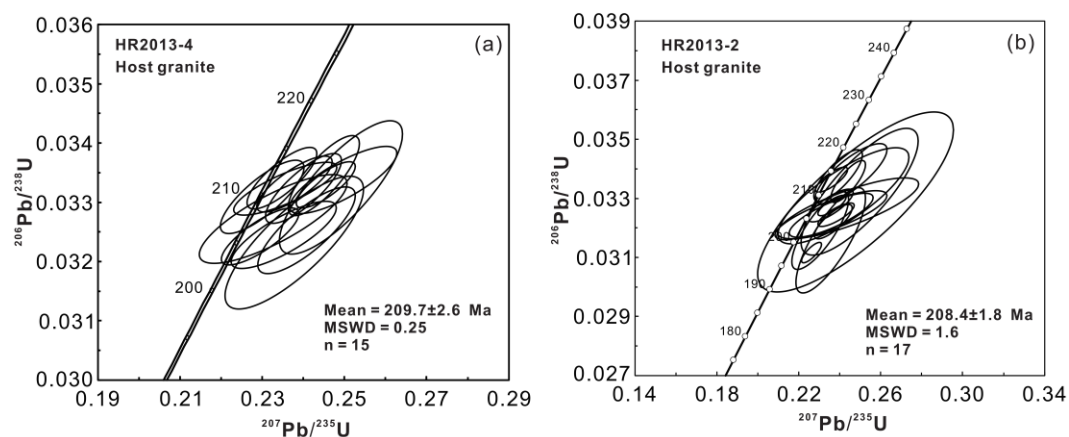 HR2013-4
Host granite
(a)
0.036
0.035
0.034
0.033
0.032
0.031
0.030
220
210
200
Mean = 209.7±2.6 Ma
MSWD = 0.25
n = 15
0.19
0.21
0.23
0.25
0.27
0.29
²⁰⁷Pb/²³⁵U
²⁰⁶Pb/²³⁸U
HR2013-2
Host granite
(b)
0.039
0.037
0.035
0.033
0.031
0.029
0.027
240
230
220
210
200
190
180
Mean = 208.4±1.8 Ma
MSWD = 1.6
n = 17
0.14
0.18
0.22
0.26
0.30
0.34
²⁰⁷Pb/²³⁵U
²⁰⁶Pb/²³⁸U